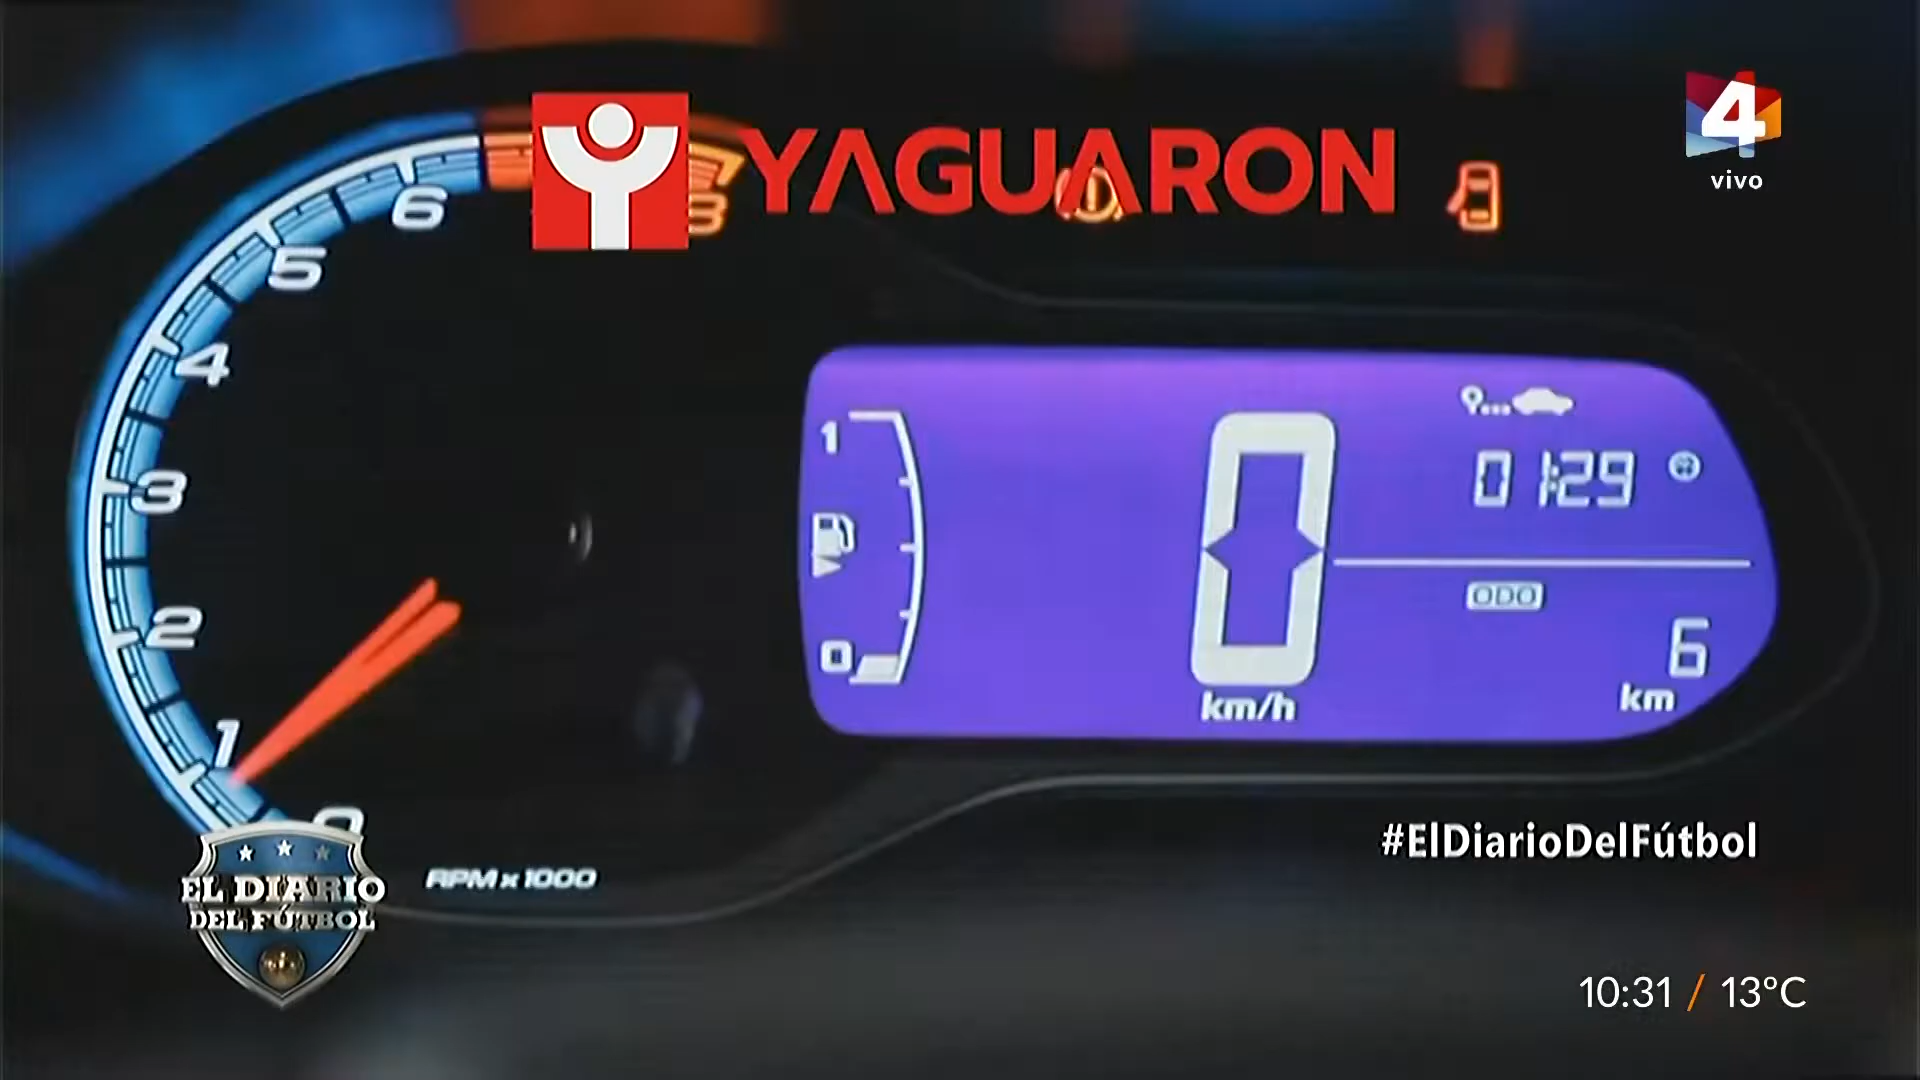 YAGUARON
4
vivo
6
8
5
4
3
2
1
0
1
0
0
km/h
01:29
ODO
6
km
RPM x 1000
#ElDiarioDelFútbol
EL DIARIO
DEL FÚTBOL
10:31 / 13°C